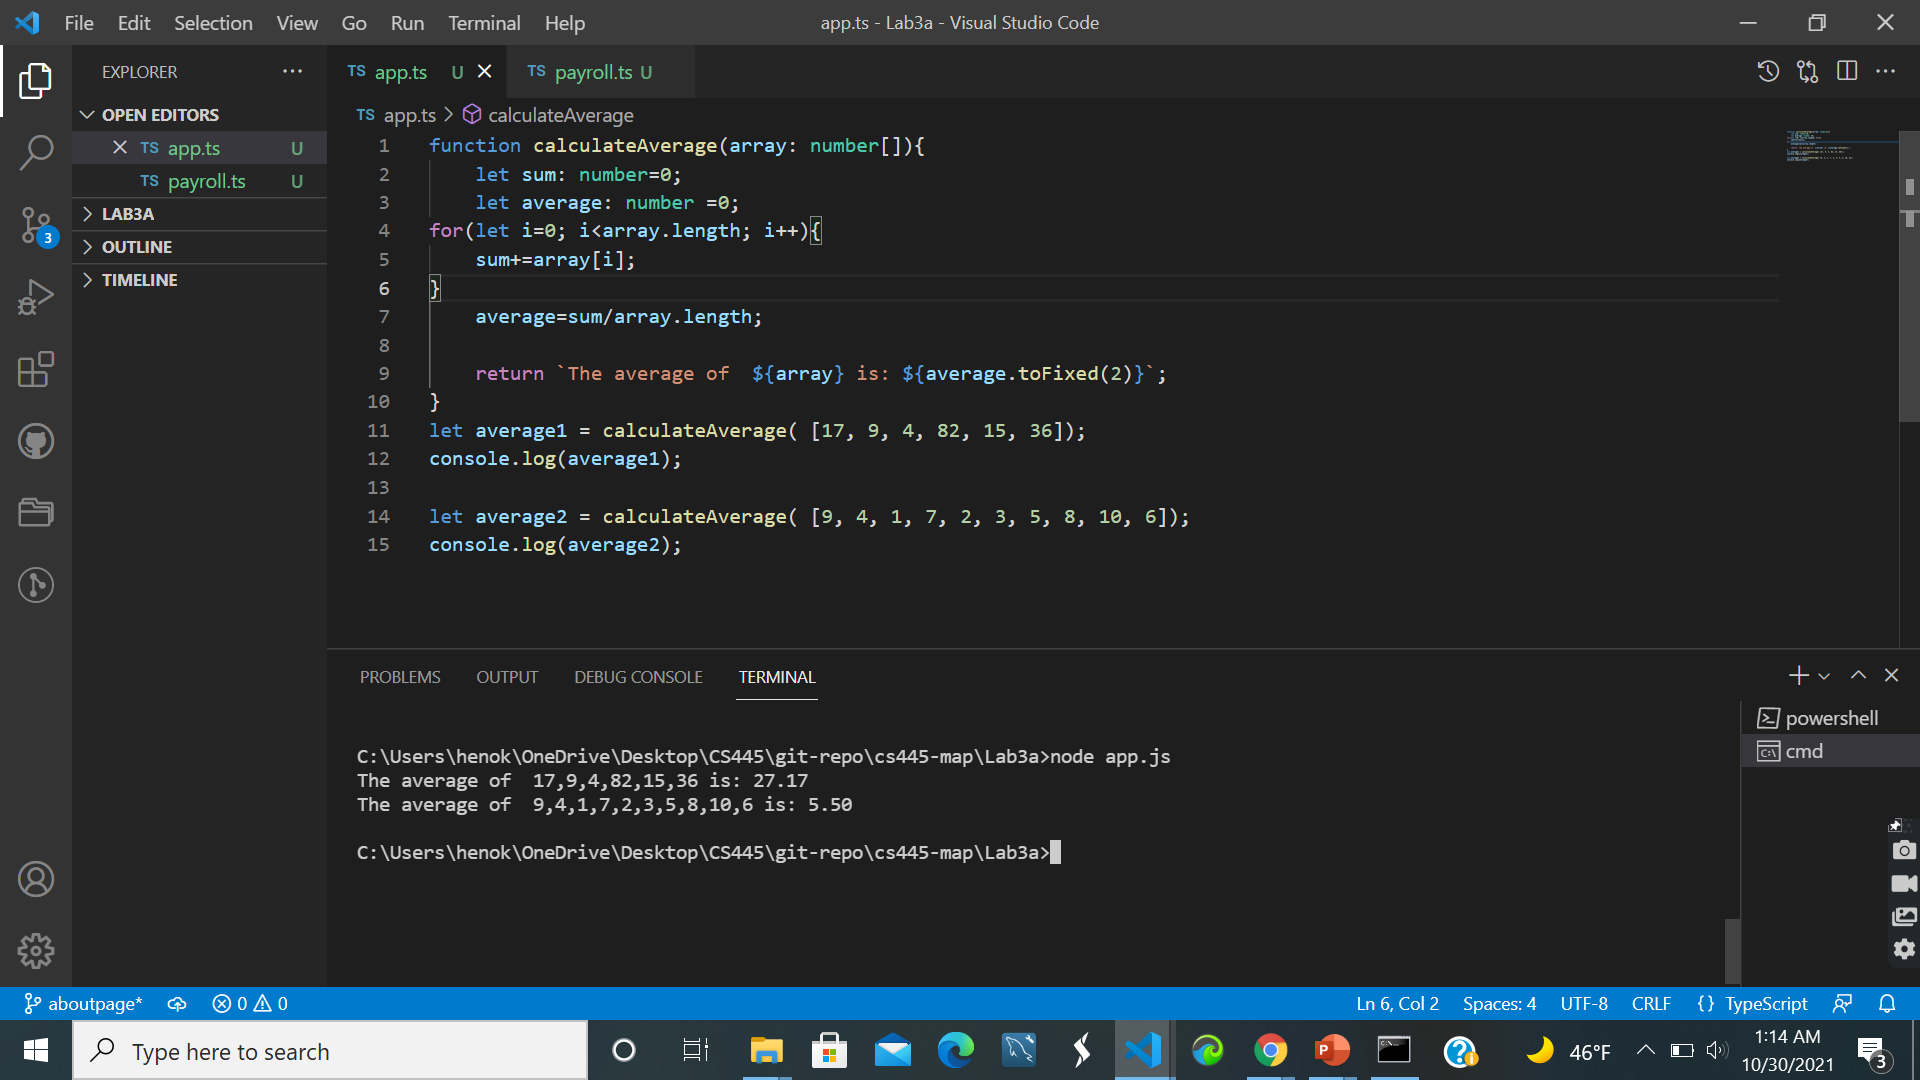 File Edit Selection View Go Run Terminal Help
app.ts - Lab3a - Visual Studio Code
EXPLORER
OPEN EDITORS
TS app.ts U
TS payroll.ts U
LAB3A
OUTLINE
TIMELINE
3
TS app.ts U
TS payroll.ts U
TS app.ts > calculateAverage
1 function calculateAverage(array: number[]){
2 let sum: number=0;
3 let average: number =0;
4 for(let i=0; i<array.length; i++){
5 sum+=array[i];
6 }
7 average=sum/array.length;
8
9 return `The average of  ${array} is: ${average.toFixed(2)}`;
10 }
11 let average1 = calculateAverage( [17, 9, 4, 82, 15, 36]);
12 console.log(average1);
13
14 let average2 = calculateAverage( [9, 4, 1, 7, 2, 3, 5, 8, 10, 6]);
15 console.log(average2);
PROBLEMS OUTPUT DEBUG CONSOLE TERMINAL
powershell
cmd
C:\Users\henok\OneDrive\Desktop\CS445\git-repo\cs445-map\Lab3a>node app.js
The average of  17,9,4,82,15,36 is: 27.17
The average of  9,4,1,7,2,3,5,8,10,6 is: 5.50
C:\Users\henok\OneDrive\Desktop\CS445\git-repo\cs445-map\Lab3a>
aboutpage* 0 0
Ln 6, Col 2 Spaces: 4 UTF-8 CRLF {} TypeScript
Type here to search
46°F
1:14 AM
10/30/2021
3